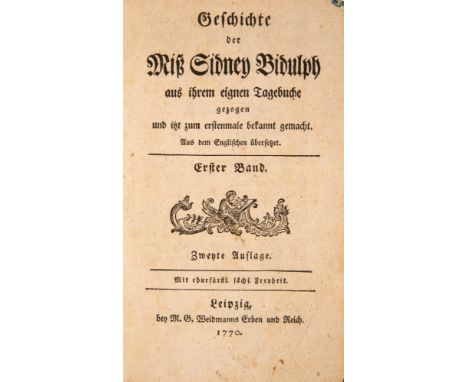 Geschichte
der
Miß Sidney Bidulph
aus ihrem eignen Tagebuche
gezogen
und itzt zum erstenmale bekannt gemacht.
Aus dem Englischen übersetzet.
Erster Band.
Zweyte Auflage.
Mit churfürstl. sächs. Freyheit.
Leipzig,
bey M. G. Weidmanns Erben und Reich.
1770.